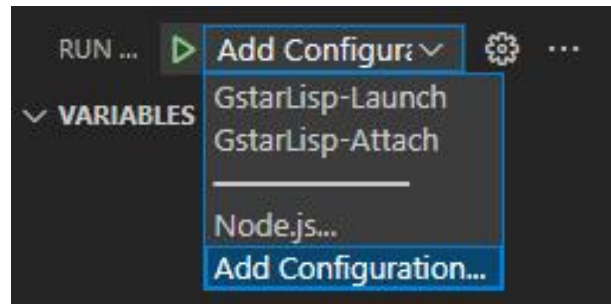 RUN ... Add Configura
VARIABLES
GstarLisp-Launch
GstarLisp-Attach
Node.js...
Add Configuration...